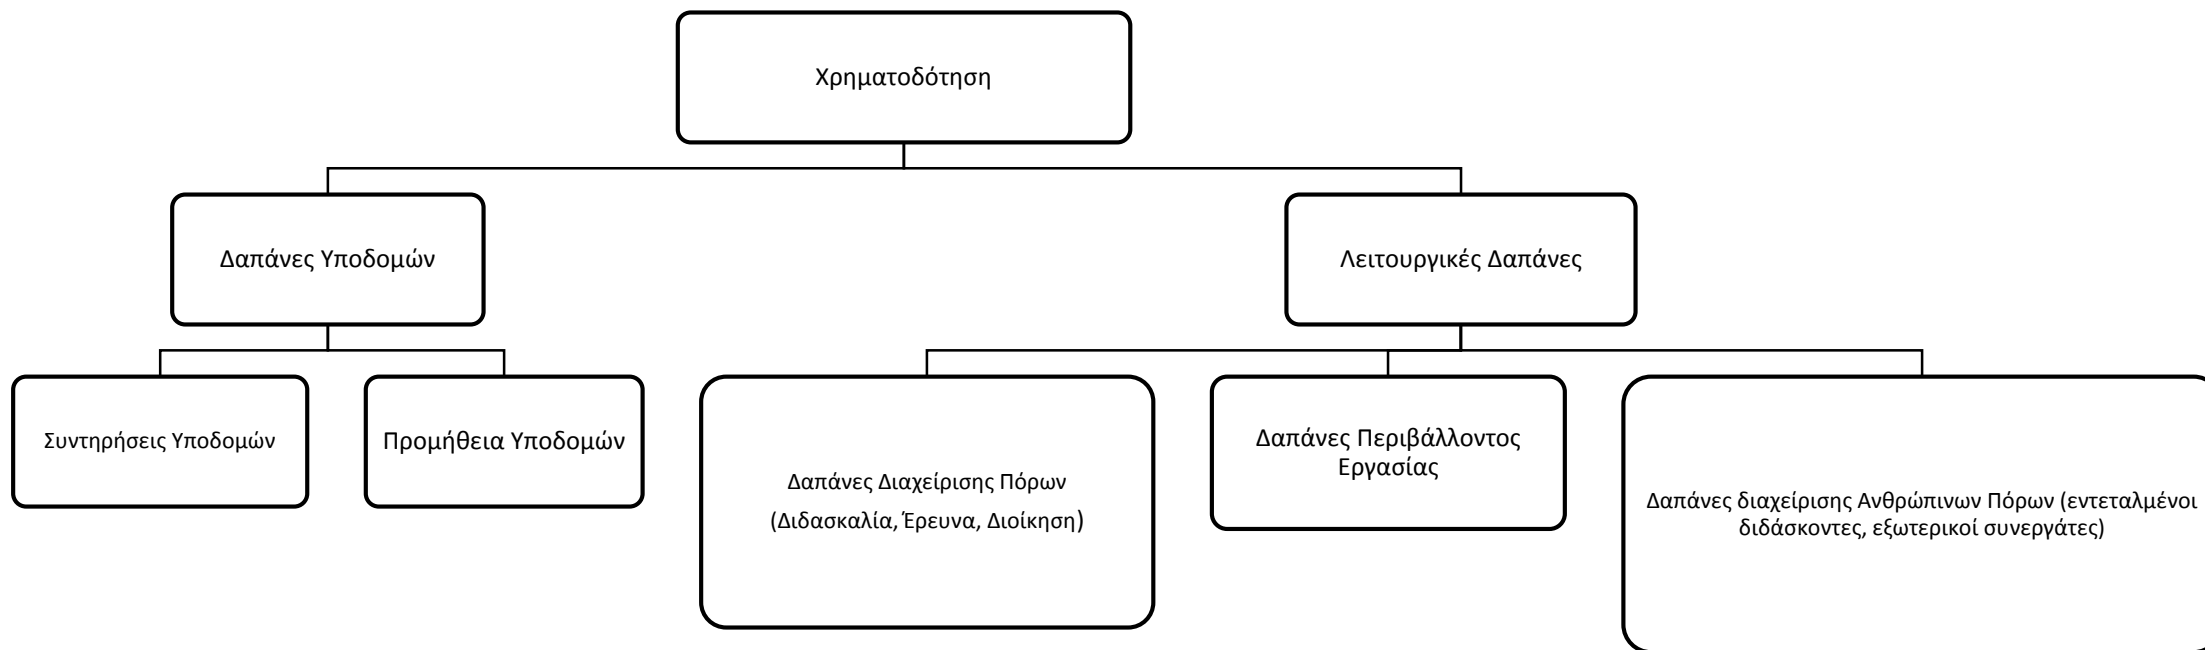 Χρηματοδότηση
Δαπάνες Υποδομών
Λειτουργικές Δαπάνες
Συντηρήσεις Υποδομών
Προμήθεια Υποδομών
Δαπάνες Διαχείρισης Πόρων
(Διδασκαλία, Έρευνα, Διοίκηση)
Δαπάνες Περιβάλλοντος
Εργασίας
Δαπάνες διαχείρισης Ανθρώπινων Πόρων (εντεταλμένοι
διδάσκοντες, εξωτερικοί συνεργάτες)